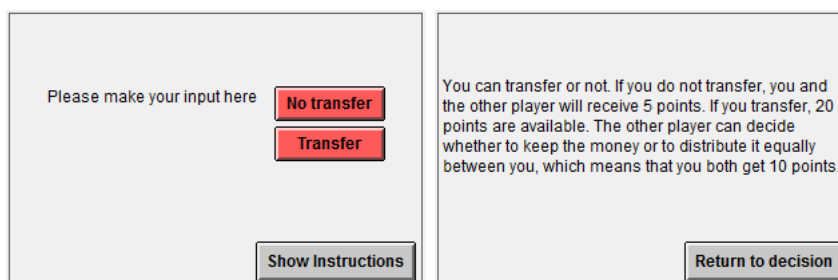 Please make your input here
No transfer
Transfer
Show Instructions
You can transfer or not. If you do not transfer, you and
the other player will receive 5 points. If you transfer, 20
points are available. The other player can decide
whether to keep the money or to distribute it equally
between you, which means that you both get 10 points.
Return to decision